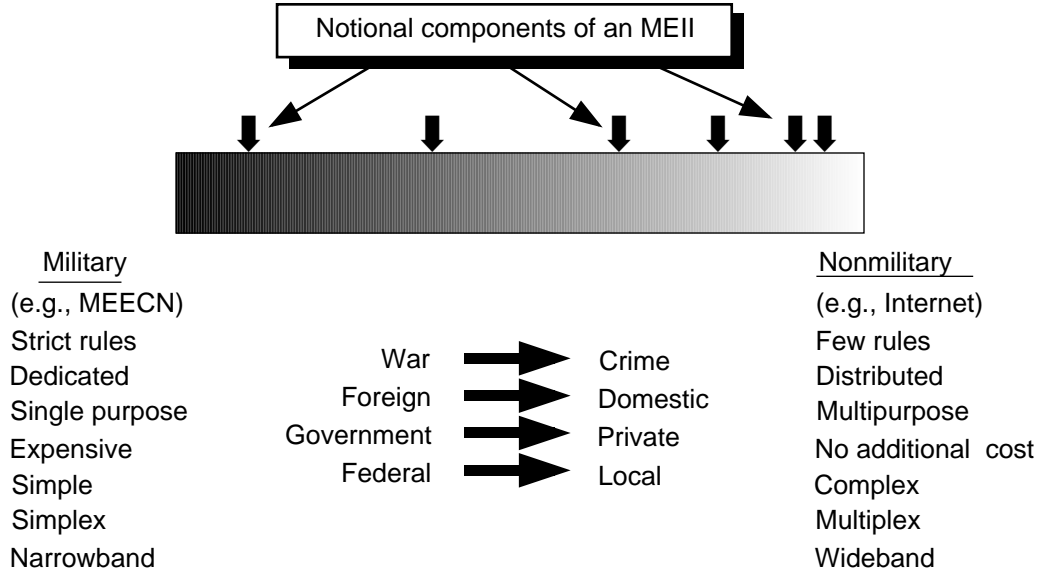 Notional components of an MEII
Military
(e.g., MEECN)
Strict rules
Dedicated
Single purpose
Expensive
Simple
Simplex
Narrowband
War
Foreign
Government
Federal
Crime
Domestic
Private
Local
Nonmilitary
(e.g., Internet)
Few rules
Distributed
Multipurpose
No additional cost
Complex
Multiplex
Wideband